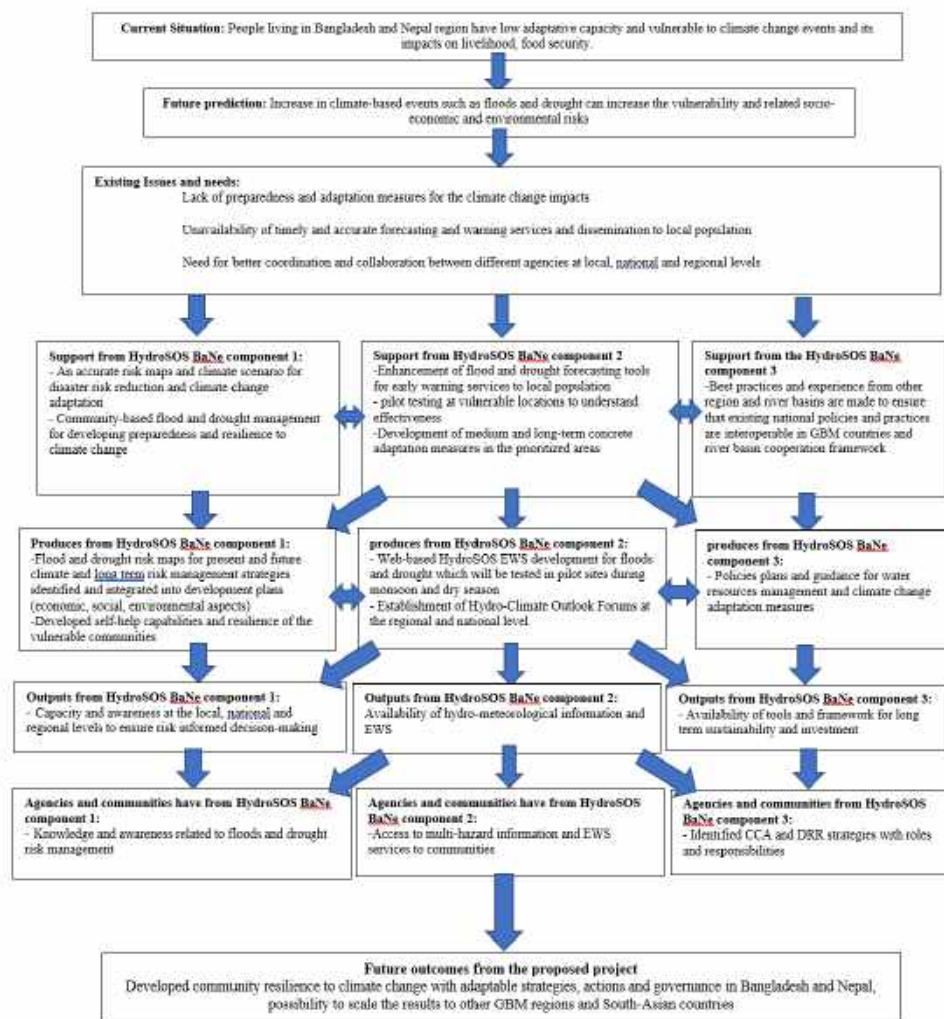 Current Situation: People living in Bangladesh and Nepal region have low adaptative capacity and vulnerable to climate change events and its
impacts on livelihood, food security.
Future prediction: Increase in climate-based events such as floods and drought can increase the vulnerability and related socio-
economic and environmental risks
Existing Issues and needs:
Lack of preparedness and adaptation measures for the climate change impacts
Unavailability of timely and accurate forecasting and warning services and dissemination to local population
Need for better coordination and collaboration between different agencies at local, national and regional levels
Support from HydroSOS BaNe component 1:
- An accurate risk maps and climate scenario for
disaster risk reduction and climate change
adaptation
- Community-based flood and drought management
for developing preparedness and resilience to
climate change
Support from HydroSOS BaNe component 2
-Enhancement of flood and drought forecasting tools
for early warning services to local population
- pilot testing at vulnerable locations to understand
effectiveness
-Development of medium and long-term concrete
adaptation measures in the prioritized areas
Support from the HydroSOS BaNe
component 3
-Best practices and experience from other
region and river basins are made to ensure
that existing national policies and practices
are interoperable in GBM countries and
river basin cooperation framework
Produces from HydroSOS BaNe component 1:
-Flood and drought risk maps for present and future
climate and long term risk management strategies
identified and integrated into development plans
(economic, social, environmental aspects)
-Developed self-help capabilities and resilience of the
vulnerable communities
produces from HydroSOS BaNe component 2:
- Web-based HydroSOS EWS development for floods
and drought which will be tested in pilot sites during
monsoon and dry season
- Establishment of Hydro-Climate Outlook Forums at
the regional and national level
produces from HydroSOS BaNe
component 3:
- Policies plans and guidance for water
resources management and climate change
adaptation measures
Outputs from HydroSOS BaNe component 1:
- Capacity and awareness at the local, national and
regional levels to ensure risk informed decision-making
Outputs from HydroSOS BaNe component 2:
Availability of hydro-meteorological information and
EWS
Outputs from HydroSOS BaNe component 3:
- Availability of tools and framework for long
term sustainability and investment
Agencies and communities have from HydroSOS BaNe
component 1:
- Knowledge and awareness related to floods and drought
risk management
Agencies and communities have from HydroSOS
BaNe component 2:
-Access to multi-hazard information and EWS
services to communities
Agencies and communities from HydroSOS
BaNe component 3:
- Identified CCA and DRR strategies with roles
and responsibilities
Future outcomes from the proposed project
Developed community resilience to climate change with adaptable strategies, actions and governance in Bangladesh and Nepal,
possibility to scale the results to other GBM regions and South-Asian countries